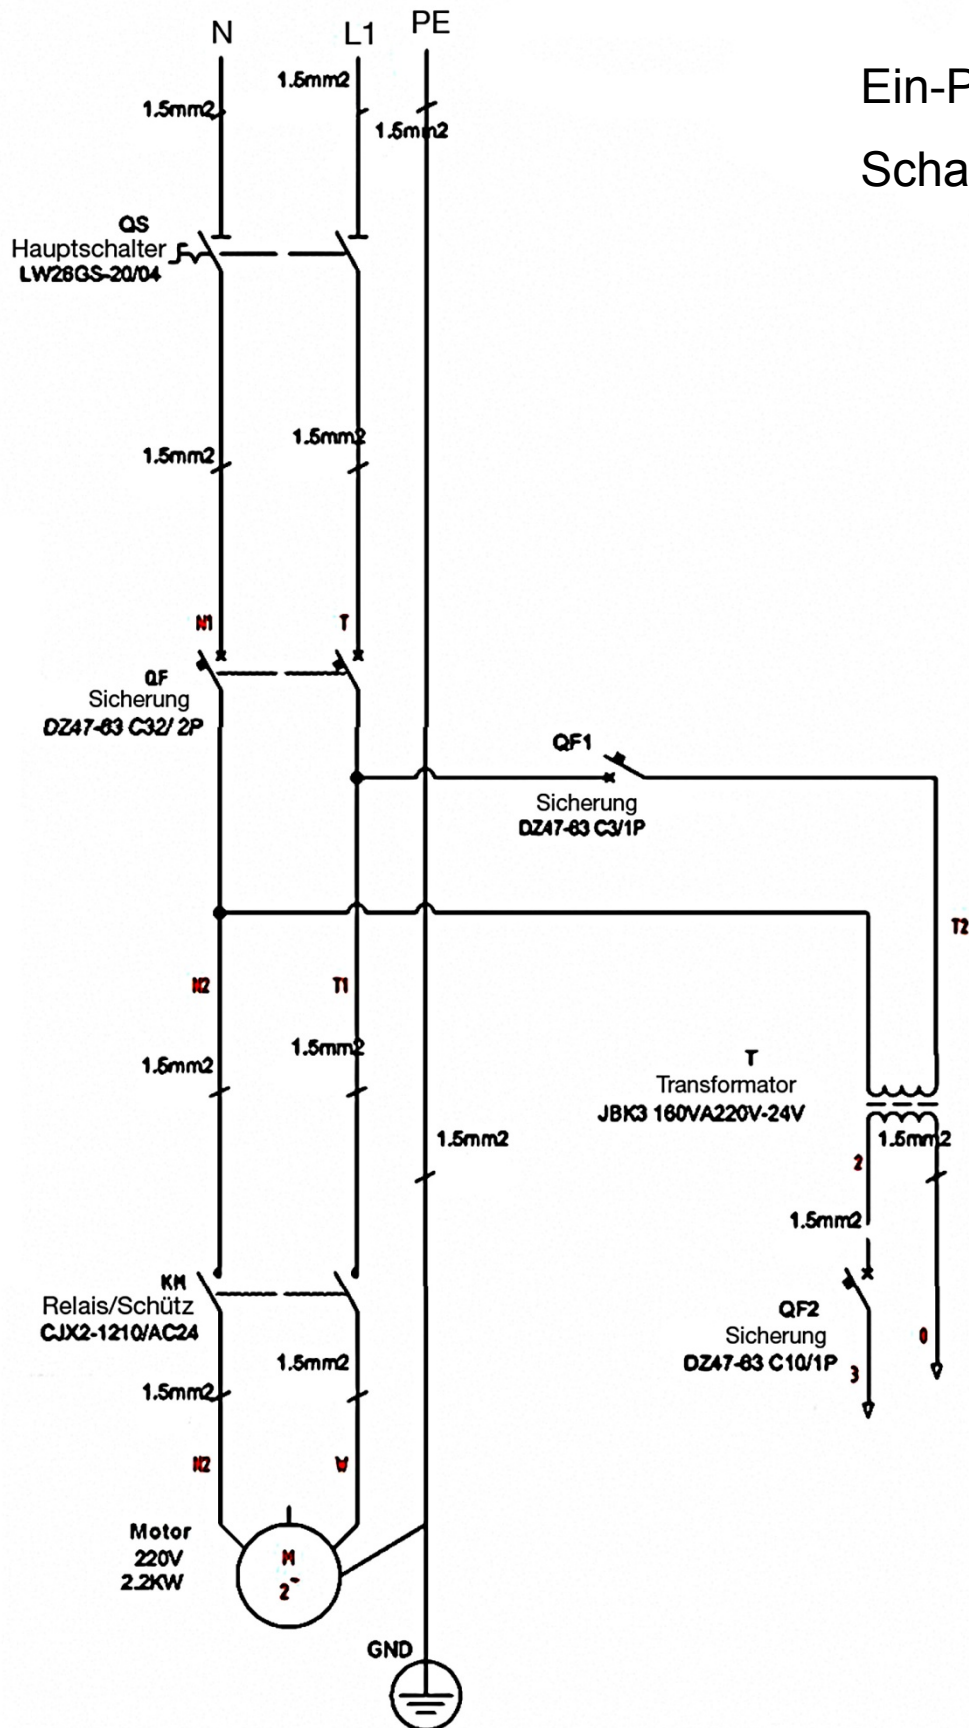 N
L1
PE
Ein-P
Scha
1.5mm2
1.5mm2
1.5mm2
QS
Hauptschalter
LW26GS-20/04
1.5mm2
1.5mm2
N1
T
QF
Sicherung
DZ47-63 C32/ 2P
QF1
Sicherung
DZ47-63 C3/1P
T2
N2
T1
1.5mm2
1.5mm2
T
Transformator
JBK3 160VA220V-24V
1.5mm2
1.5mm2
2
1.5mm2
KM
Relais/Schütz
CJX2-1210/AC24
QF2
Sicherung
DZ47-63 C10/1P
0
3
1.5mm2
1.5mm2
N2
W
Motor
220V
2.2KW
M
2~
GND